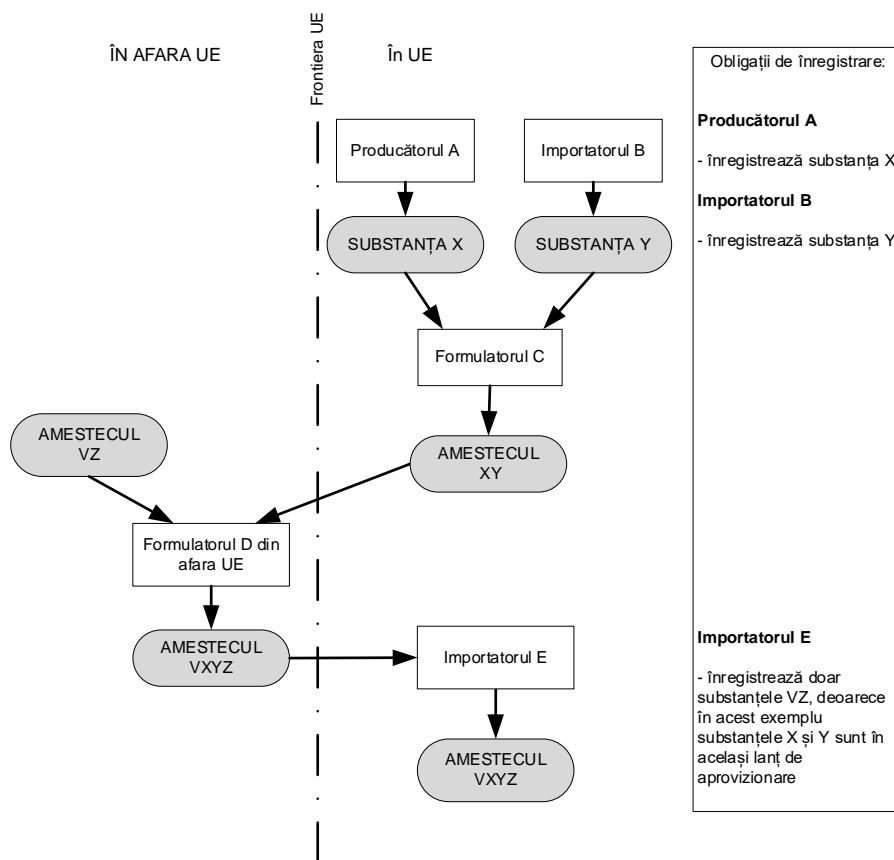 ÎN AFARA UE
Frontiera UE
În UE
Obligații de înregistrare:
Producătorul A
- înregistrează substanța X
Importatorul B
- înregistrează substanța Y
Producătorul A
Importatorul B
SUBSTANȚA X
SUBSTANȚA Y
Formulatorul C
AMESTECUL
VZ
AMESTECUL
XY
Formulatorul D din
afara UE
AMESTECUL
VXYZ
Importatorul E
AMESTECUL
VXYZ
Importatorul E
- înregistrează doar
substanțele VZ, deoarece
în acest exemplu
substanțele X și Y sunt în
același lanț de
aprovizionare